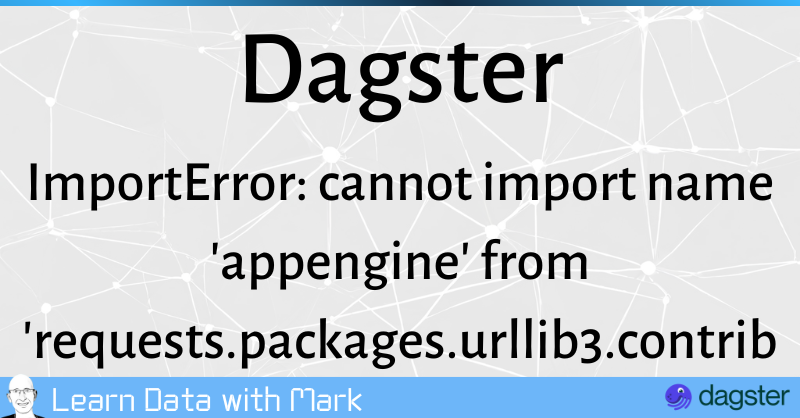 Dagster
ImportError: cannot import name
'appengine' from
'requests.packages.urllib3.contrib
Learn Data with Mark
dagster